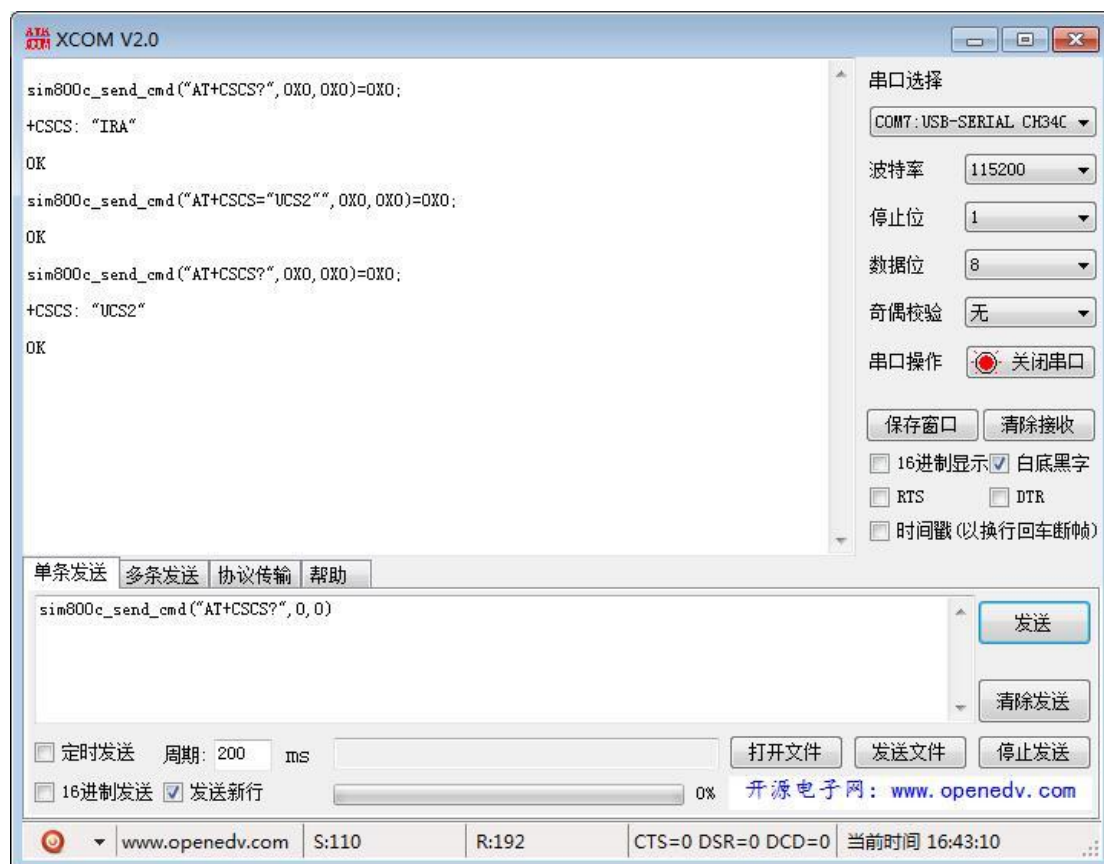 ATK COM XCOM V2.0
sim800c_send_cmd("AT+CSCS?",0X0,0X0)=0X0;
+CSCS: "IRA"
OK
sim800c_send_cmd("AT+CSCS="UCS2"",0X0,0X0)=0X0;
OK
sim800c_send_cmd("AT+CSCS?",0X0,0X0)=0X0;
+CSCS: "UCS2"
OK
串口选择
COM7:USB-SERIAL CH34C
波特率 115200
停止位 1
数据位 8
奇偶校验 无
串口操作 关闭串口
保存窗口 清除接收
16进制显示 白底黑字
RTS DTR
时间戳(以换行回车断帧)
单条发送 多条发送 协议传输 帮助
sim800c_send_cmd("AT+CSCS?",0,0)
发送
清除发送
定时发送 周期: 200 ms 打开文件 发送文件 停止发送
16进制发送 发送新行 0% 开源电子网: www.openedv.com
www.openedv.com S:110 R:192 CTS=0 DSR=0 DCD=0 当前时间 16:43:10